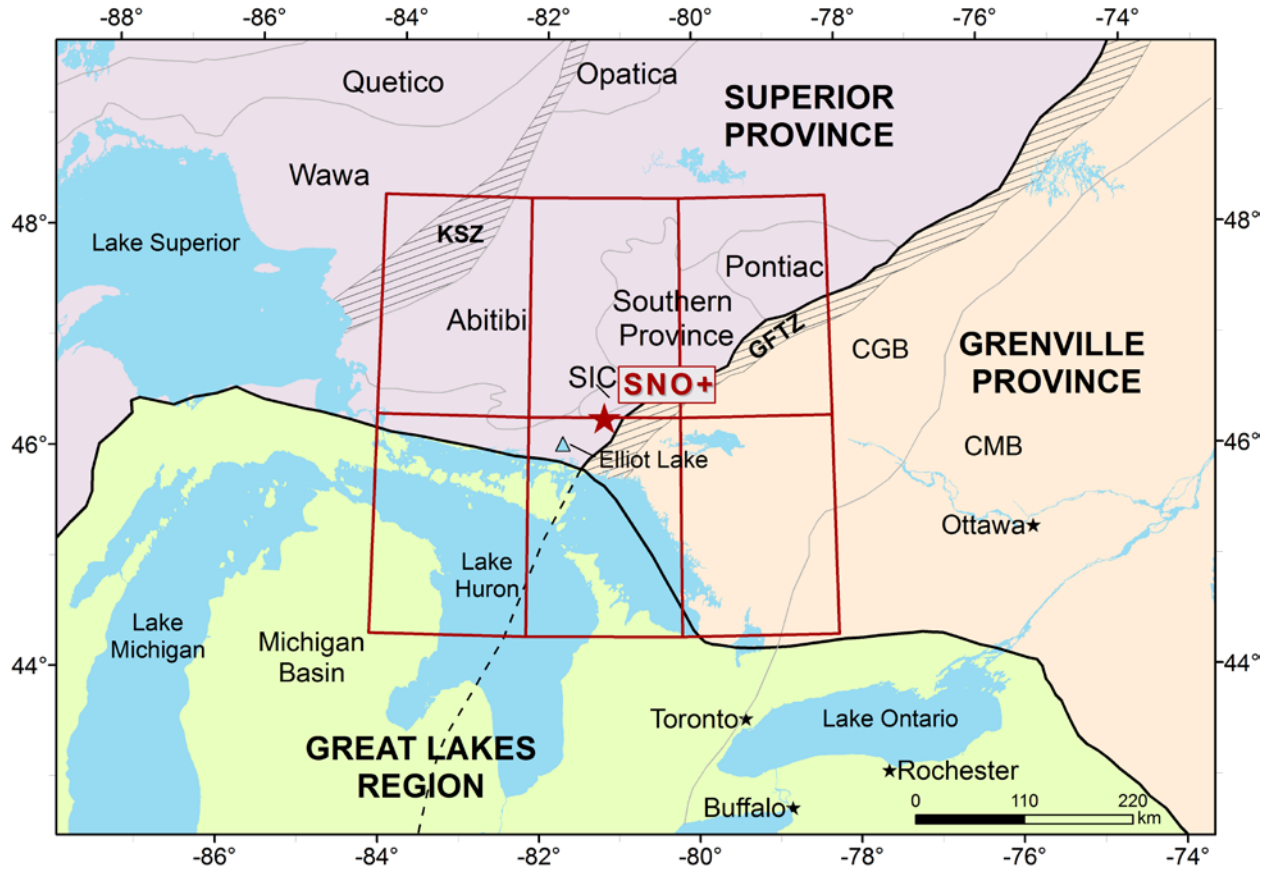 -88° -86° -84° -82° -80° -78° -76° -74°
Quetico
Opatica
SUPERIOR
PROVINCE
Wawa
48° 48°
Lake Superior
KSZ
Pontiac
Abitibi
Southern
Province
GFTZ
CGB
GRENVILLE
PROVINCE
SIC
SNO+
46° 46°
CMB
Elliot Lake
Ottawa
Lake
Huron
Lake
Michigan
Michigan
Basin
44° 44°
Toronto
Lake Ontario
GREAT LAKES
REGION
Rochester
Buffalo
0 110 220
km
-86° -84° -82° -80° -78° -76° -74°